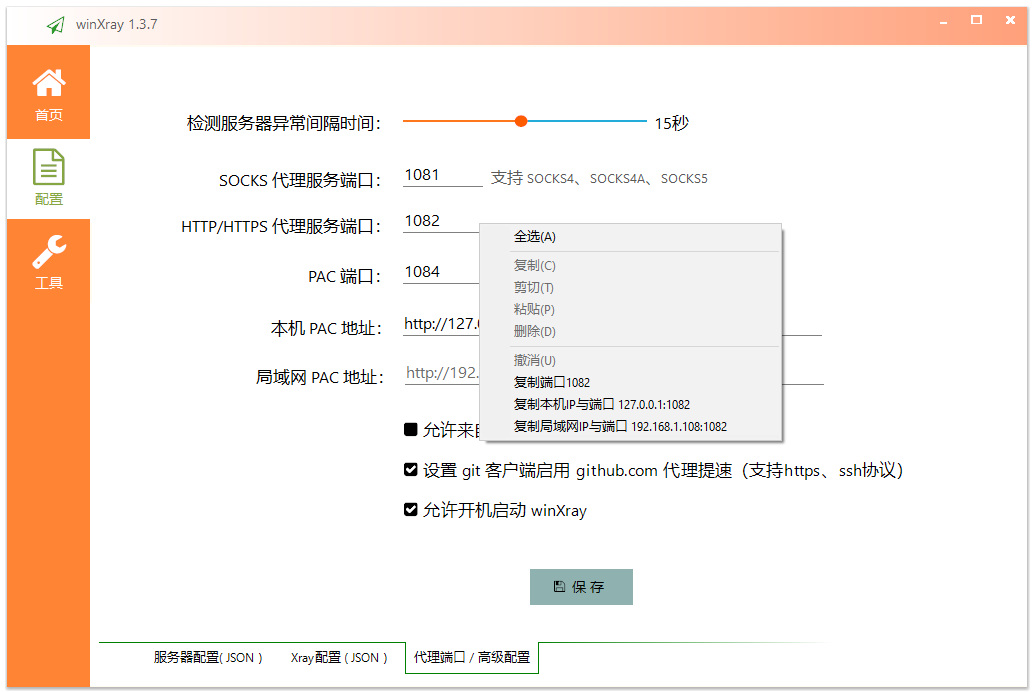 winXray 1.3.7
首页
配置
工具
检测服务器异常间隔时间：
15秒
SOCKS 代理服务端口：
1081
支持 SOCKS4、SOCKS4A、SOCKS5
HTTP/HTTPS 代理服务端口：
1082
PAC 端口：
1084
本机 PAC 地址：
http://127.
局域网 PAC 地址：
http://192.
全选(A)
复制(C)
剪切(T)
粘贴(P)
删除(D)
撤消(U)
复制端口1082
复制本机IP与端口 127.0.0.1:1082
复制局域网IP与端口 192.168.1.108:1082
允许来
设置 git 客户端启用 github.com 代理提速（支持https、ssh协议）
允许开机启动 winXray
保 存
服务器配置( JSON )
Xray配置 ( JSON )
代理端口 / 高级配置